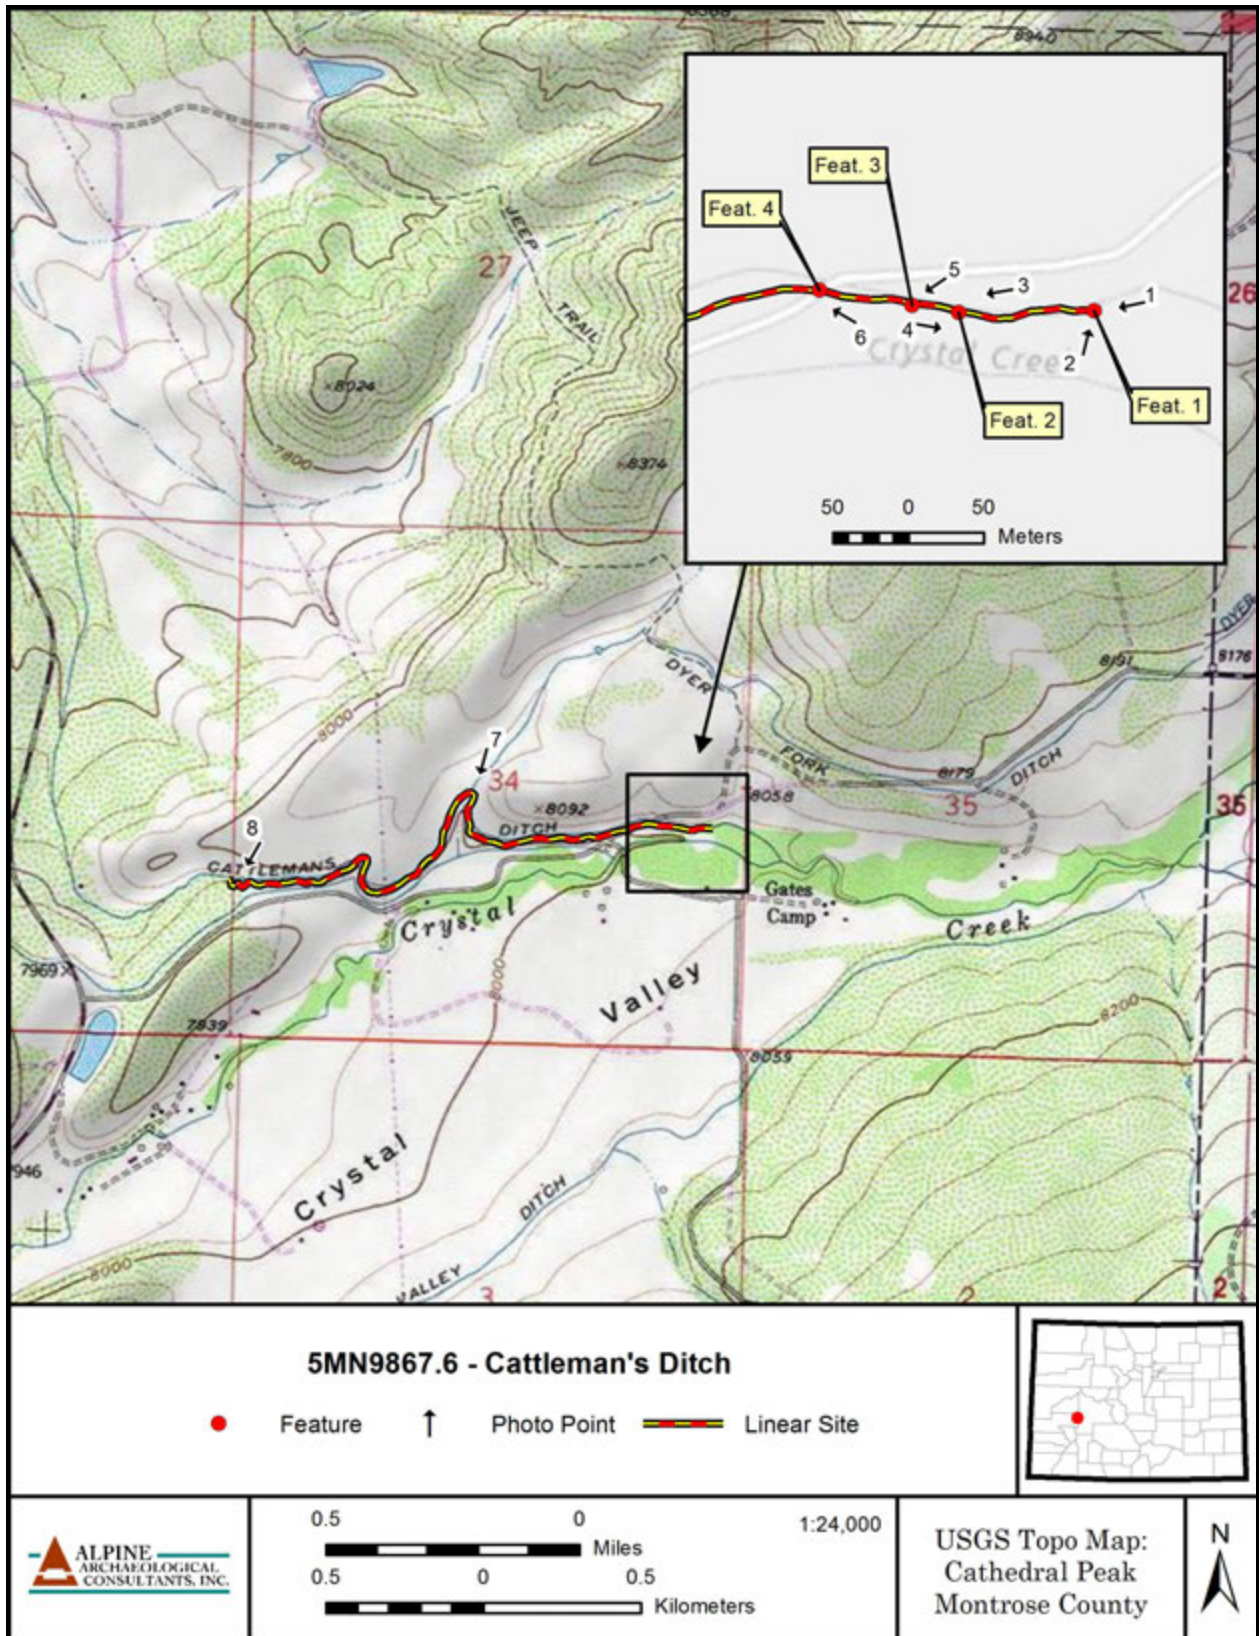 8940
26
Feat. 3
Feat. 4
5
3
1
6
4
2
Crystal Creek
Feat. 2
Feat. 1
50 0 50
Meters
JEEP
TRAIL
27
×8024
7800
×8374
DYER
8176
8191
DYER
FORK
DITCH
8179
8000
7
34
×8092
DITCH
8058
35
35
8
CATTLEMANS
Crystal
Gates
Camp
Creek
7969×
8000
Valley
8200
7839
8059
7946
Crystal
DITCH
VALLEY
8000
3
2
2
5MN9867.6 - Cattleman's Ditch
Feature
Photo Point
Linear Site
ALPINE
ARCHAEOLOGICAL
CONSULTANTS, INC.
0.5 0
Miles
0.5 0 0.5
Kilometers
1:24,000
USGS Topo Map:
Cathedral Peak
Montrose County
N